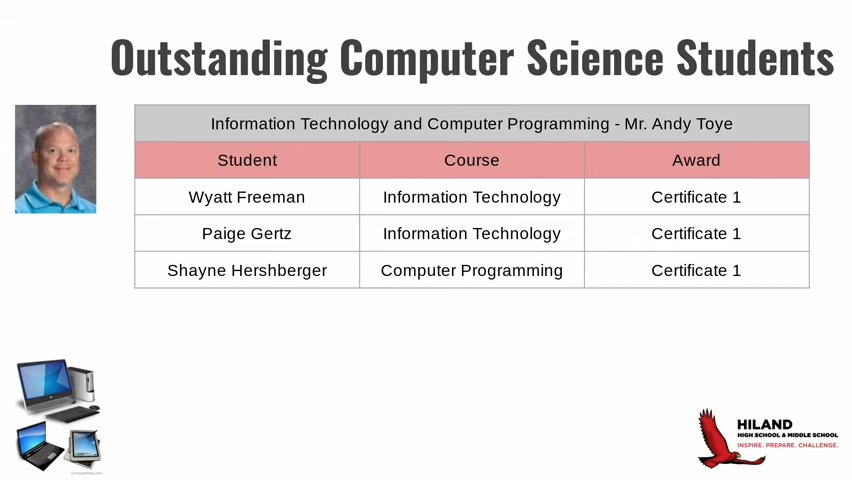 Outstanding Computer Science Students
Information Technology and Computer Programming - Mr. Andy Toye
Student Course Award
Wyatt Freeman Information Technology Certificate 1
Paige Gertz Information Technology Certificate 1
Shayne Hershberger Computer Programming Certificate 1
HILAND
HIGH SCHOOL & MIDDLE SCHOOL
INSPIRE. PREPARE. CHALLENGE.